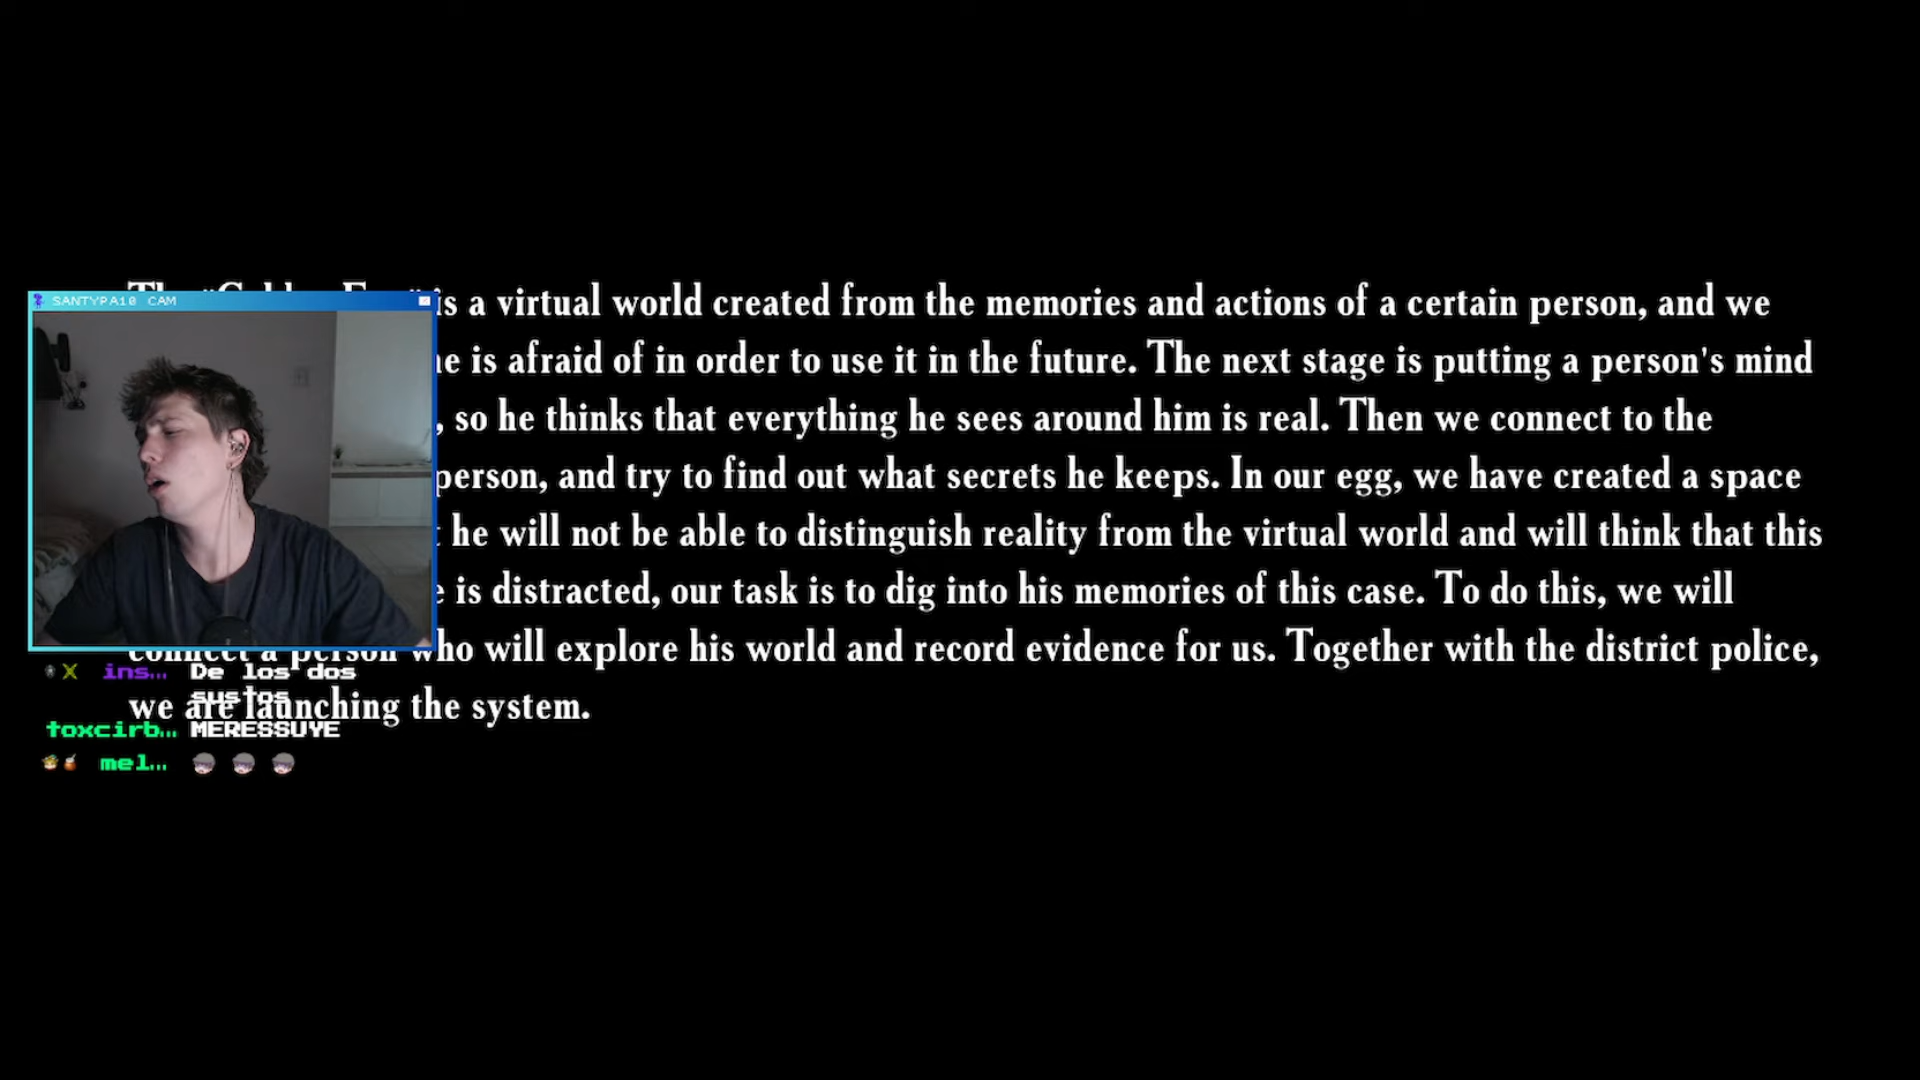 is a virtual world created from the memories and actions of a certain person, and we
SANTYPA10 CAM
is afraid of in order to use it in the future. The next stage is putting a person's mind
, so he thinks that everything he sees around him is real. Then we connect to the
person, and try to find out what secrets he keeps. In our egg, we have created a space
he will not be able to distinguish reality from the virtual world and will think that this
is distracted, our task is to dig into his memories of this case. To do this, we will
connect a person who will explore his world and record evidence for us. Together with the district police,
we are launching the system.
ins... De los dos
sustos
toxcirb... MERESSUYE
mel...